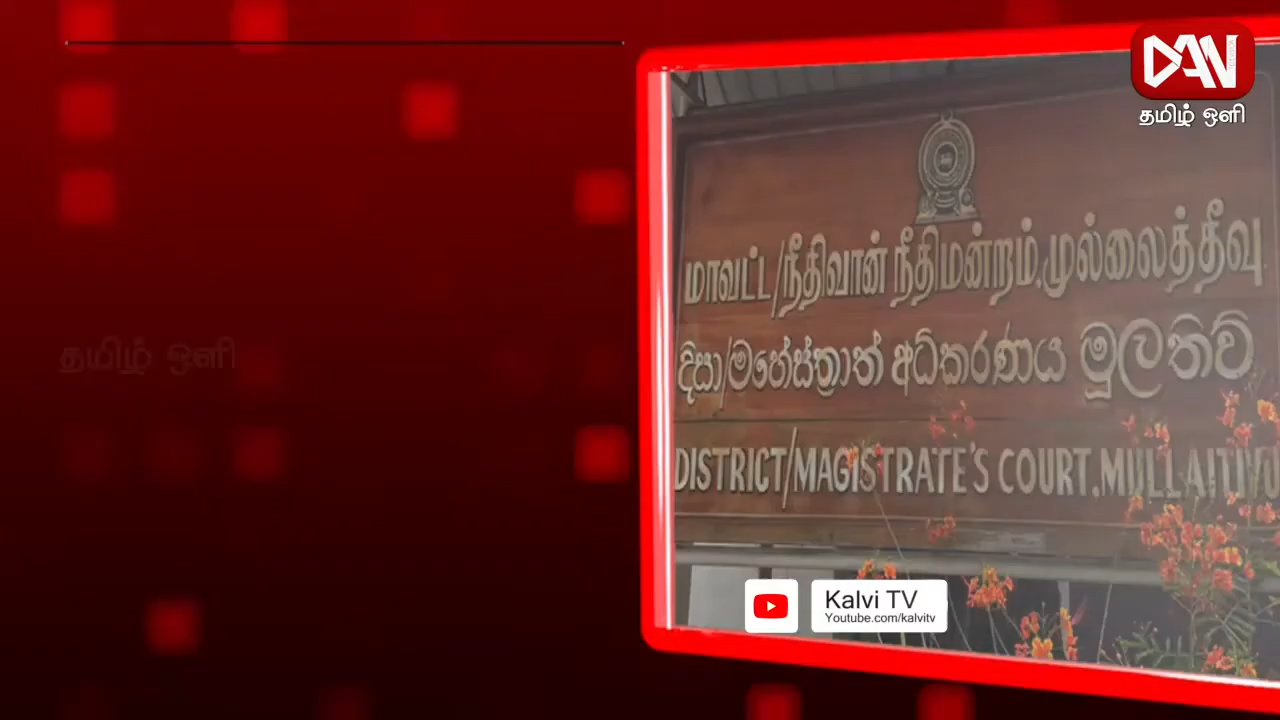 DAN
தமிழ் ஒளி
மாவட்ட/நீதிவான் நீதிமன்றம்.முல்லைத்தீவு
දිසා/මහේස්ත්‍රාත් අධිකරණය මුලතිව්
DISTRICT/MAGISTRATE'S COURT.MULLAITIVU
தமிழ் ஒளி
Kalvi TV
Youtube.com/kalvitv